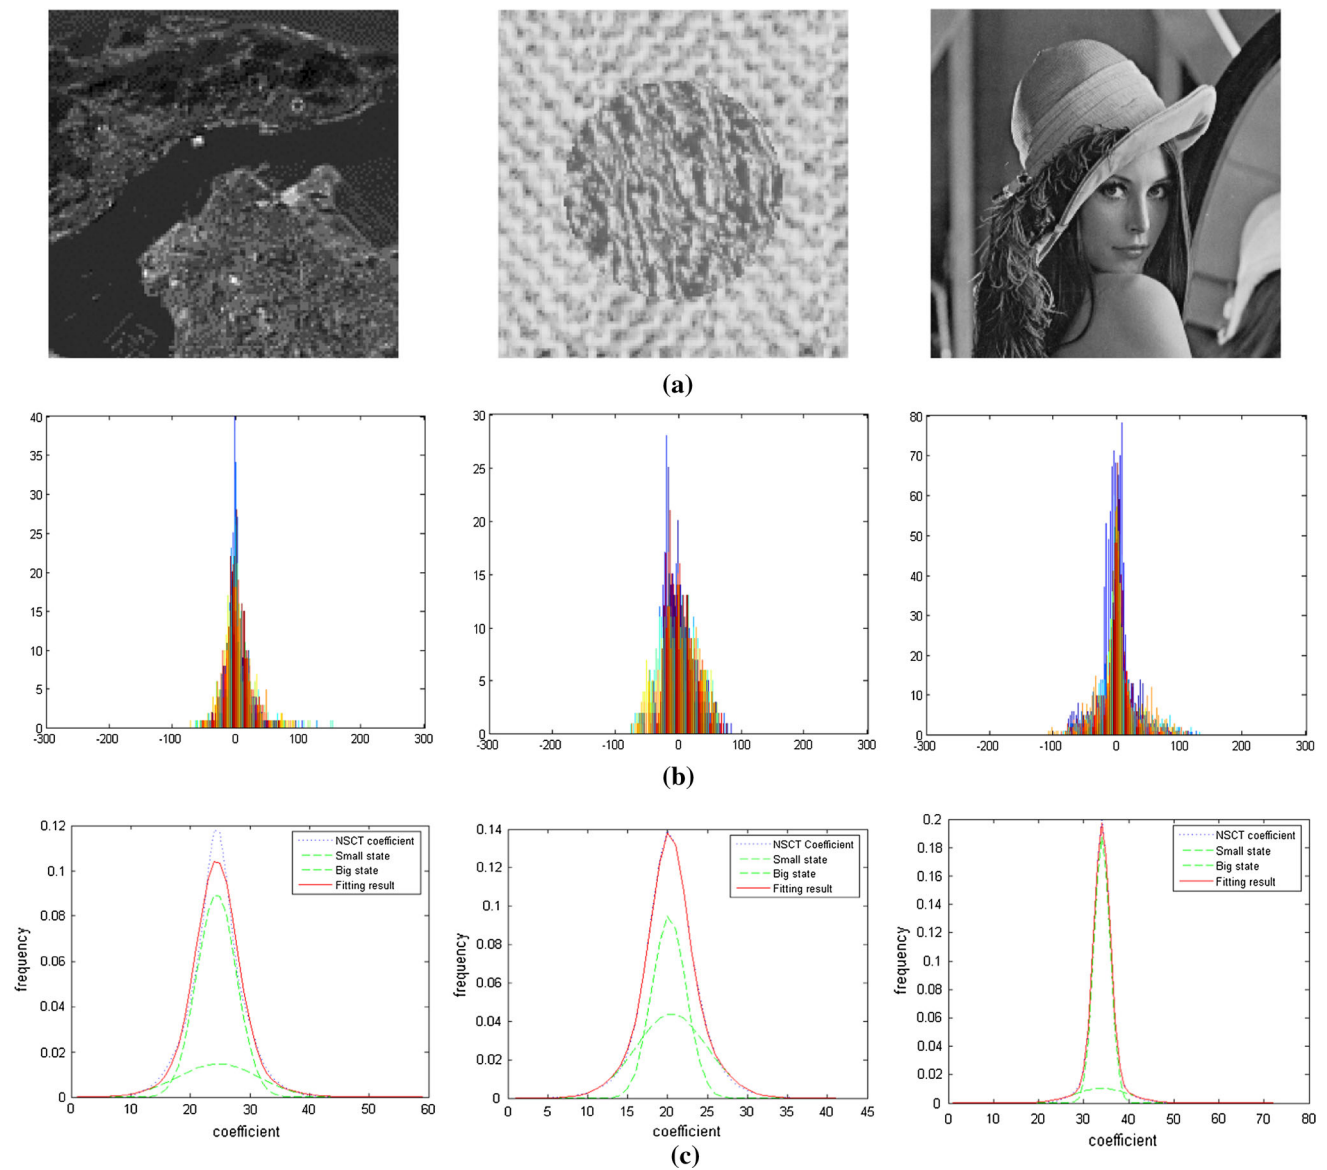 (a)
40
35
30
25
20
15
10
5
0
-300 -200 -100 0 100 200 300
30
25
20
15
10
5
0
-300 -200 -100 0 100 200 300
80
70
60
50
40
30
20
10
0
-300 -200 -100 0 100 200 300
(b)
0.12
0.1
0.08
0.06
0.04
0.02
0
frequency
NSCT coefficient
Small state
Big state
Fitting result
0 10 20 30 40 50 60
coefficient
0.14
0.12
0.1
0.08
0.06
0.04
0.02
0
frequency
NSCT Coefficient
Small state
Big state
Fitting result
0 5 10 15 20 25 30 35 40 45
coefficient
0.2
0.18
0.16
0.14
0.12
0.1
0.08
0.06
0.04
0.02
0
frequency
NSCT coefficient
Small state
Big state
Fitting result
0 10 20 30 40 50 60 70 80
coefficient
(c)